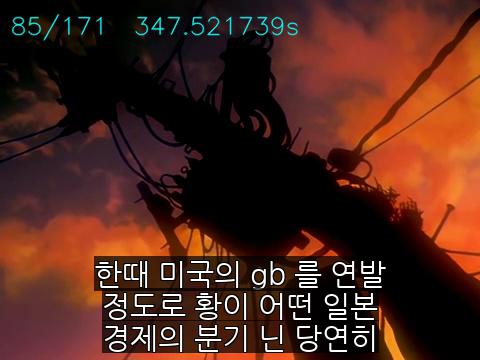 85/171 347.521739s
한때 미국의 gb 를 연발
정도로 황이 어떤 일본
경제의 분기 닌 당연히